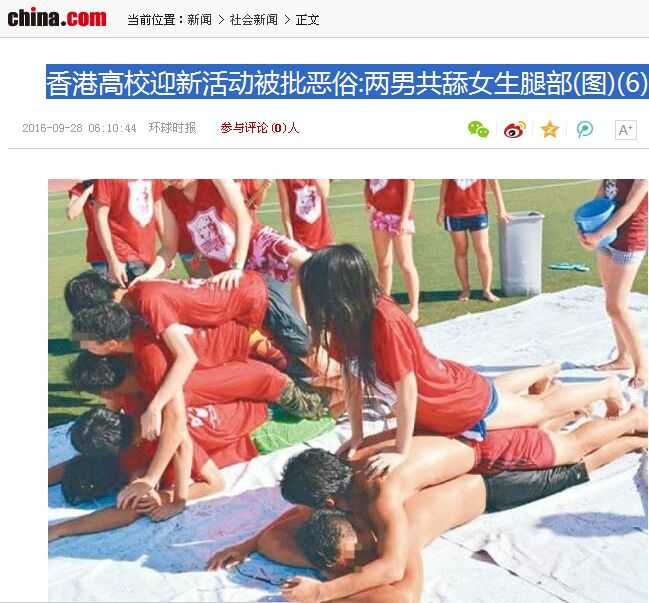 china.com 当前位置: 新闻 > 社会新闻 > 正文
香港高校迎新活动被批恶俗:两男共舔女生腿部(图)(6)
2016-09-28 06:10:44 环球时报 参与评论(0)人 A+